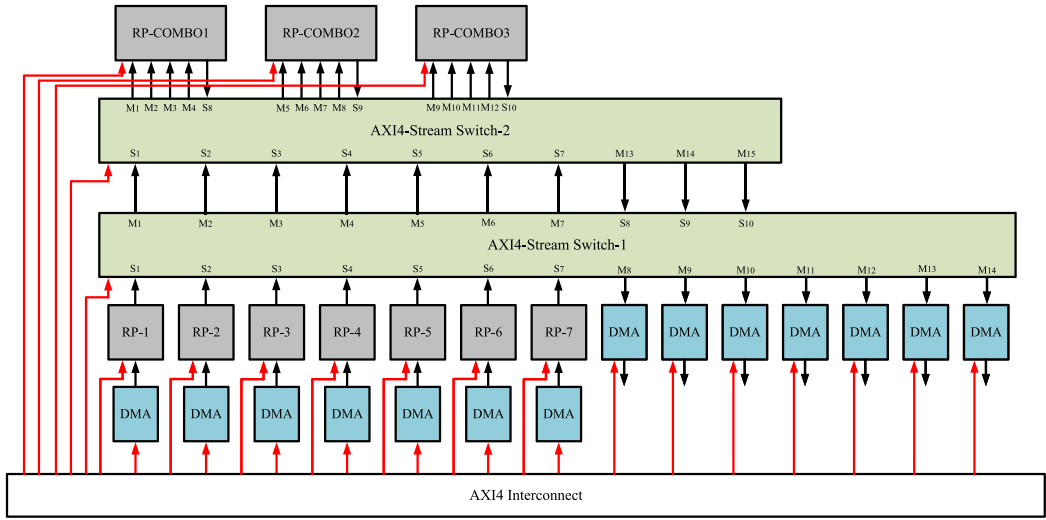 RP-COMBO1 RP-COMBO2 RP-COMBO3
M1 M2 M3 M4 S8 M5 M6 M7 M8 S9 M9 M10 M11 M12 S10
AXI4-Stream Switch-2
S1 S2 S3 S4 S5 S6 S7 M13 M14 M15
M1 M2 M3 M4 M5 M6 M7 S8 S9 S10
AXI4-Stream Switch-1
S1 S2 S3 S4 S5 S6 S7 M8 M9 M10 M11 M12 M13 M14
RP-1 RP-2 RP-3 RP-4 RP-5 RP-6 RP-7 DMA DMA DMA DMA DMA DMA DMA
DMA DMA DMA DMA DMA DMA DMA
AXI4 Interconnect